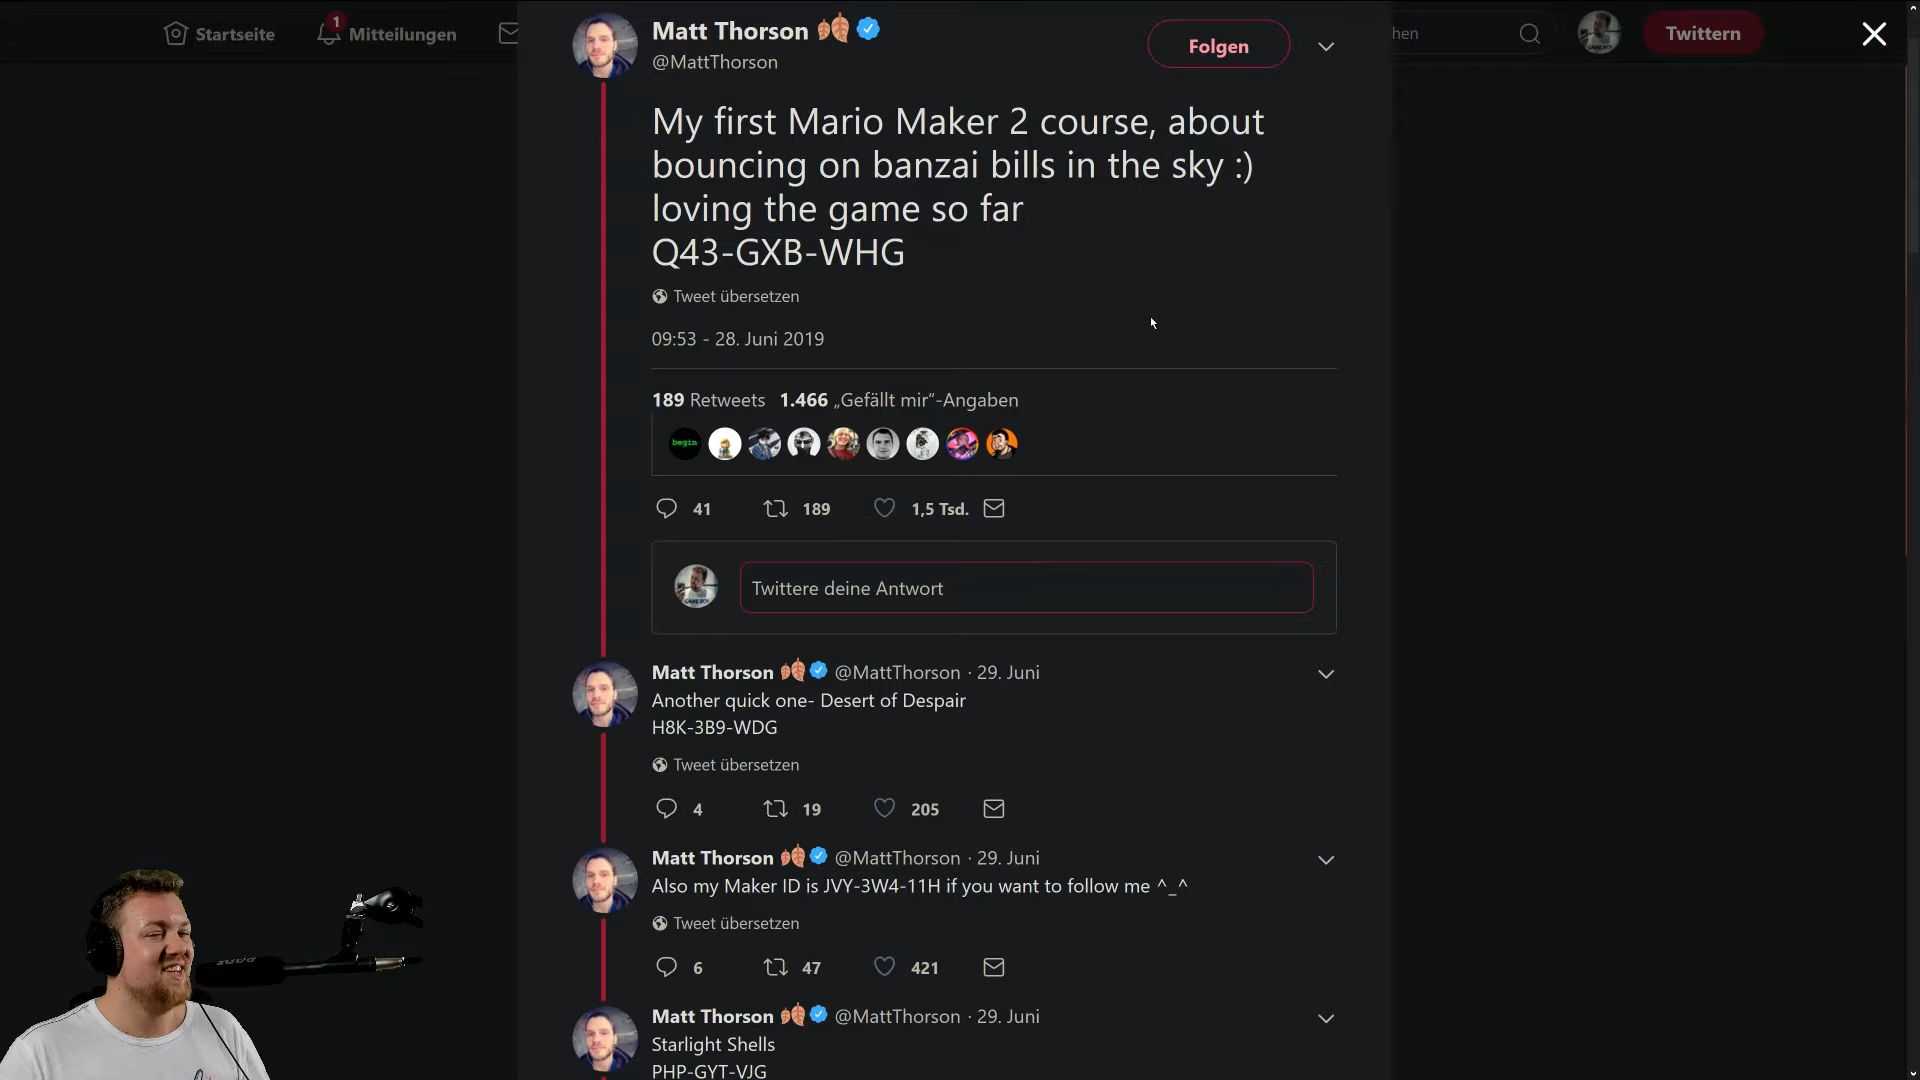 Startseite
1
Mitteilungen
hen
Twittern
Matt Thorson
@MattThorson
Folgen
My first Mario Maker 2 course, about
bouncing on banzai bills in the sky :)
loving the game so far
Q43-GXB-WHG
Tweet übersetzen
09:53 - 28. Juni 2019
189 Retweets 1.466 „Gefällt mir“-Angaben
begin
41 189 1,5 Tsd.
Twittere deine Antwort
Matt Thorson @MattThorson · 29. Juni
Another quick one- Desert of Despair
H8K-3B9-WDG
Tweet übersetzen
4 19 205
Matt Thorson @MattThorson · 29. Juni
Also my Maker ID is JVY-3W4-11H if you want to follow me ^_^
Tweet übersetzen
6 47 421
Matt Thorson @MattThorson · 29. Juni
Starlight Shells
PHP-GYT-VJG